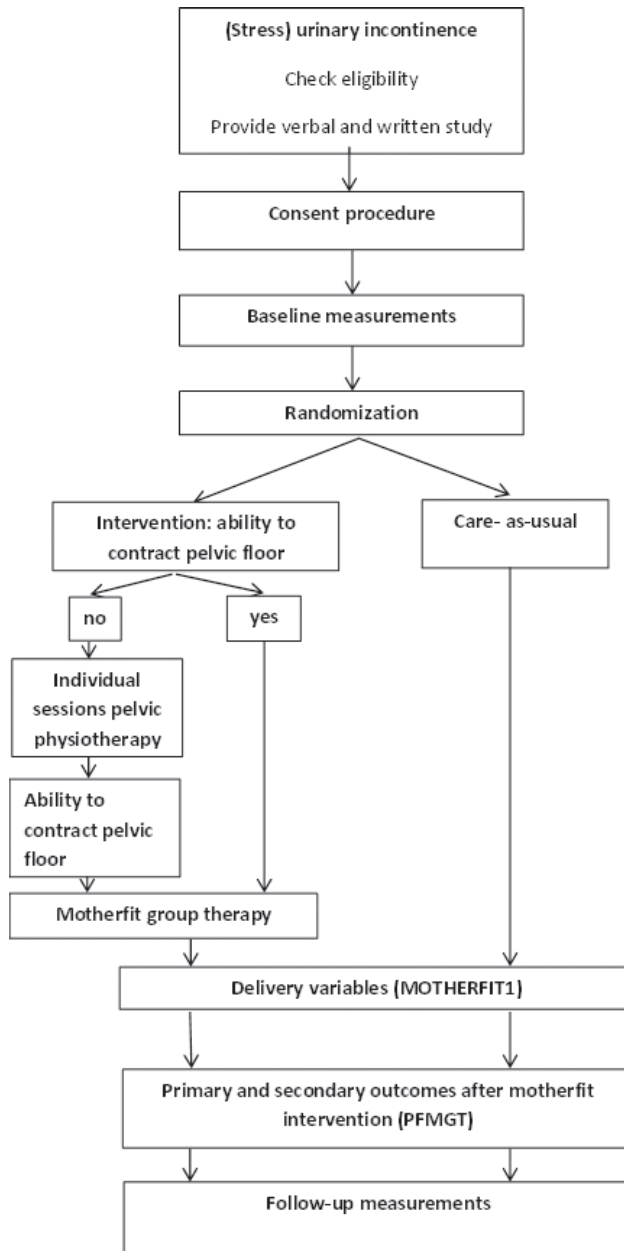 (Stress) urinary incontinence
Check eligibility
Provide verbal and written study
Consent procedure
Baseline measurements
Randomization
Intervention: ability to
contract pelvic floor
Care- as-usual
no
yes
Individual
sessions pelvic
physiotherapy
Ability to
contract pelvic
floor
Motherfit group therapy
Delivery variables (MOTHERFIT1)
Primary and secondary outcomes after motherfit
intervention (PFMGT)
Follow-up measurements